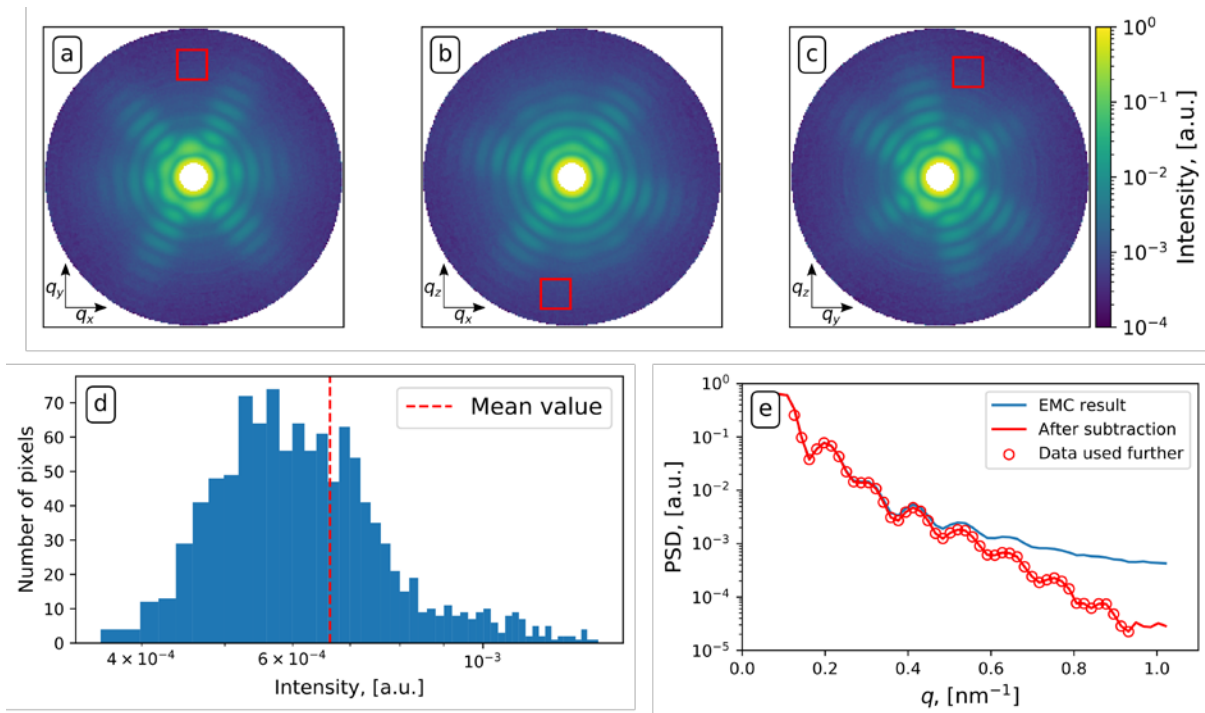 a
b
c
q_y
q_x
q_z
q_x
q_z
q_y
10^0
10^{-1}
10^{-2}
10^{-3}
10^{-4}
Intensity, [a.u.]
d
Mean value
70
60
50
40
30
20
10
0
Number of pixels
4 × 10^{-4}
6 × 10^{-4}
10^{-3}
Intensity, [a.u.]
e
EMC result
After subtraction
Data used further
10^0
10^{-1}
10^{-2}
10^{-3}
10^{-4}
10^{-5}
PSD, [a.u.]
0.0
0.2
0.4
0.6
0.8
1.0
q, [nm^{-1}]